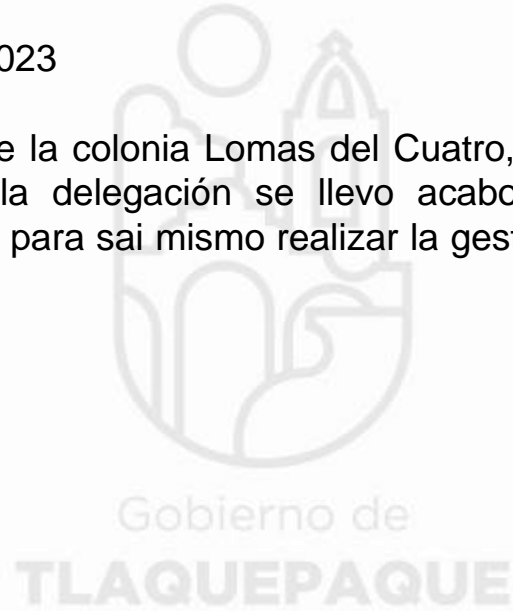 023
e la colonia Lomas del Cuatro,
la delegación se llevo acabo
para sai mismo realizar la gest
Gobierno de
TLAQUEPAQUE